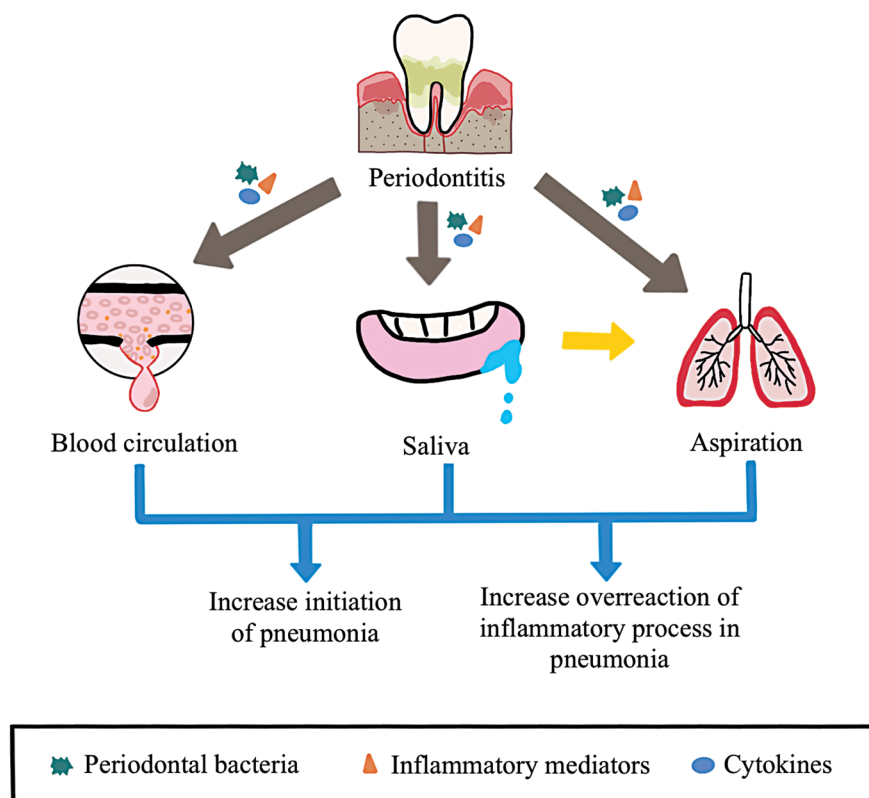 Periodontitis
Blood circulation
Saliva
Aspiration
Increase initiation
of pneumonia
Increase overreaction of
inflammatory process in
pneumonia
Periodontal bacteria
Inflammatory mediators
Cytokines